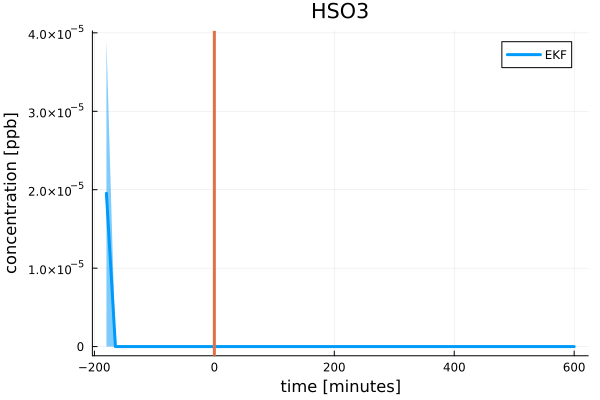 HSO3
4.0×10⁻⁵
3.0×10⁻⁵
2.0×10⁻⁵
1.0×10⁻⁵
0
concentration [ppb]
EKF
−200 0 200 400 600
time [minutes]